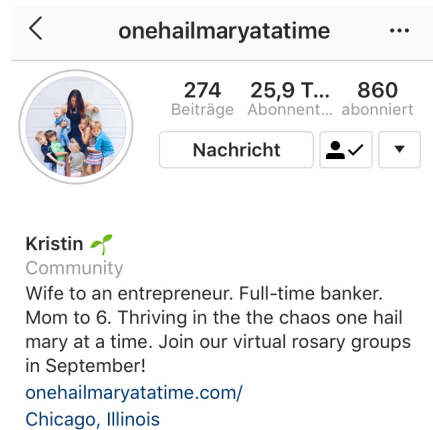 onehailmaryatatime
274 25,9 T... 860
Beiträge Abonnent... abonniert
Nachricht
Kristin
Community
Wife to an entrepreneur. Full-time banker.
Mom to 6. Thriving in the the chaos one hail
mary at a time. Join our virtual rosary groups
in September!
onehailmaryatatime.com/
Chicago, Illinois